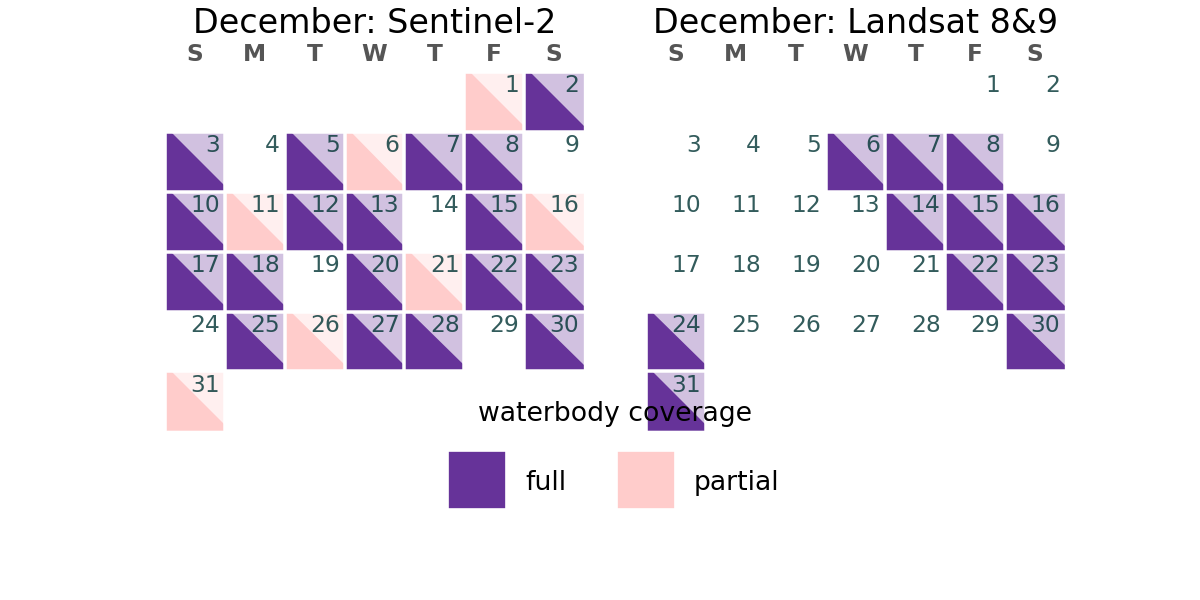 December: Sentinel-2
S M T W T F S
1 2
3 4 5 6 7 8 9
10 11 12 13 14 15 16
17 18 19 20 21 22 23
24 25 26 27 28 29 30
31
December: Landsat 8&9
S M T W T F S
1 2
3 4 5 6 7 8 9
10 11 12 13 14 15 16
17 18 19 20 21 22 23
24 25 26 27 28 29 30
31
waterbody coverage
full partial